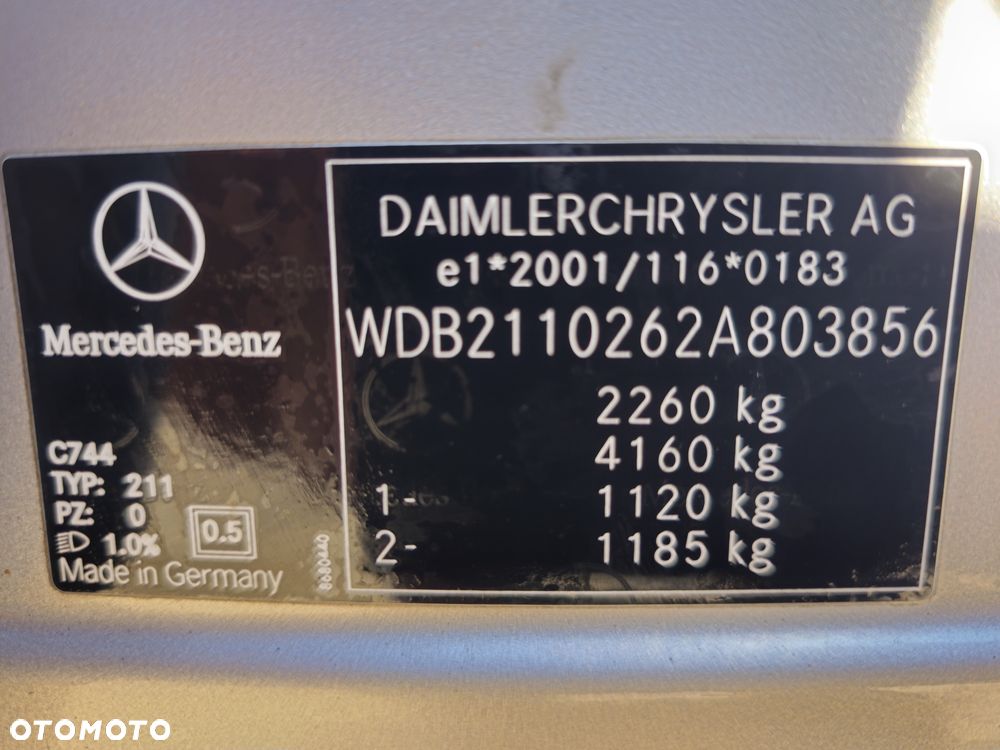 Mercedes-Benz
C744
TYP: 211
PZ: 0
1.0%
0.5
Made in Germany
8680440
DAIMLERCHRYSLER AG
e1*2001/116*0183
WDB2110262A803856
2260 kg
4160 kg
1- 1120 kg
2- 1185 kg
OTOMOTO